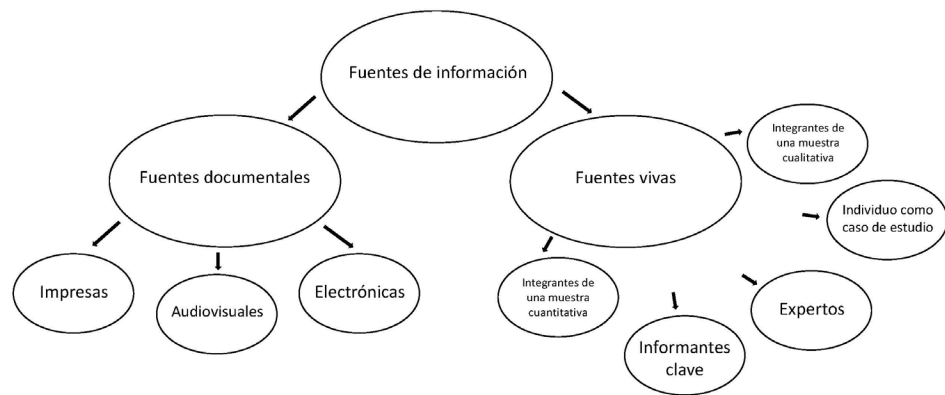 Fuentes de información
Fuentes documentales
Fuentes vivas
Integrantes de
una muestra
cualitativa
Individuo como
caso de estudio
Impresas
Audiovisuales
Electrónicas
Integrantes de
una muestra
cuantitativa
Informantes
clave
Expertos